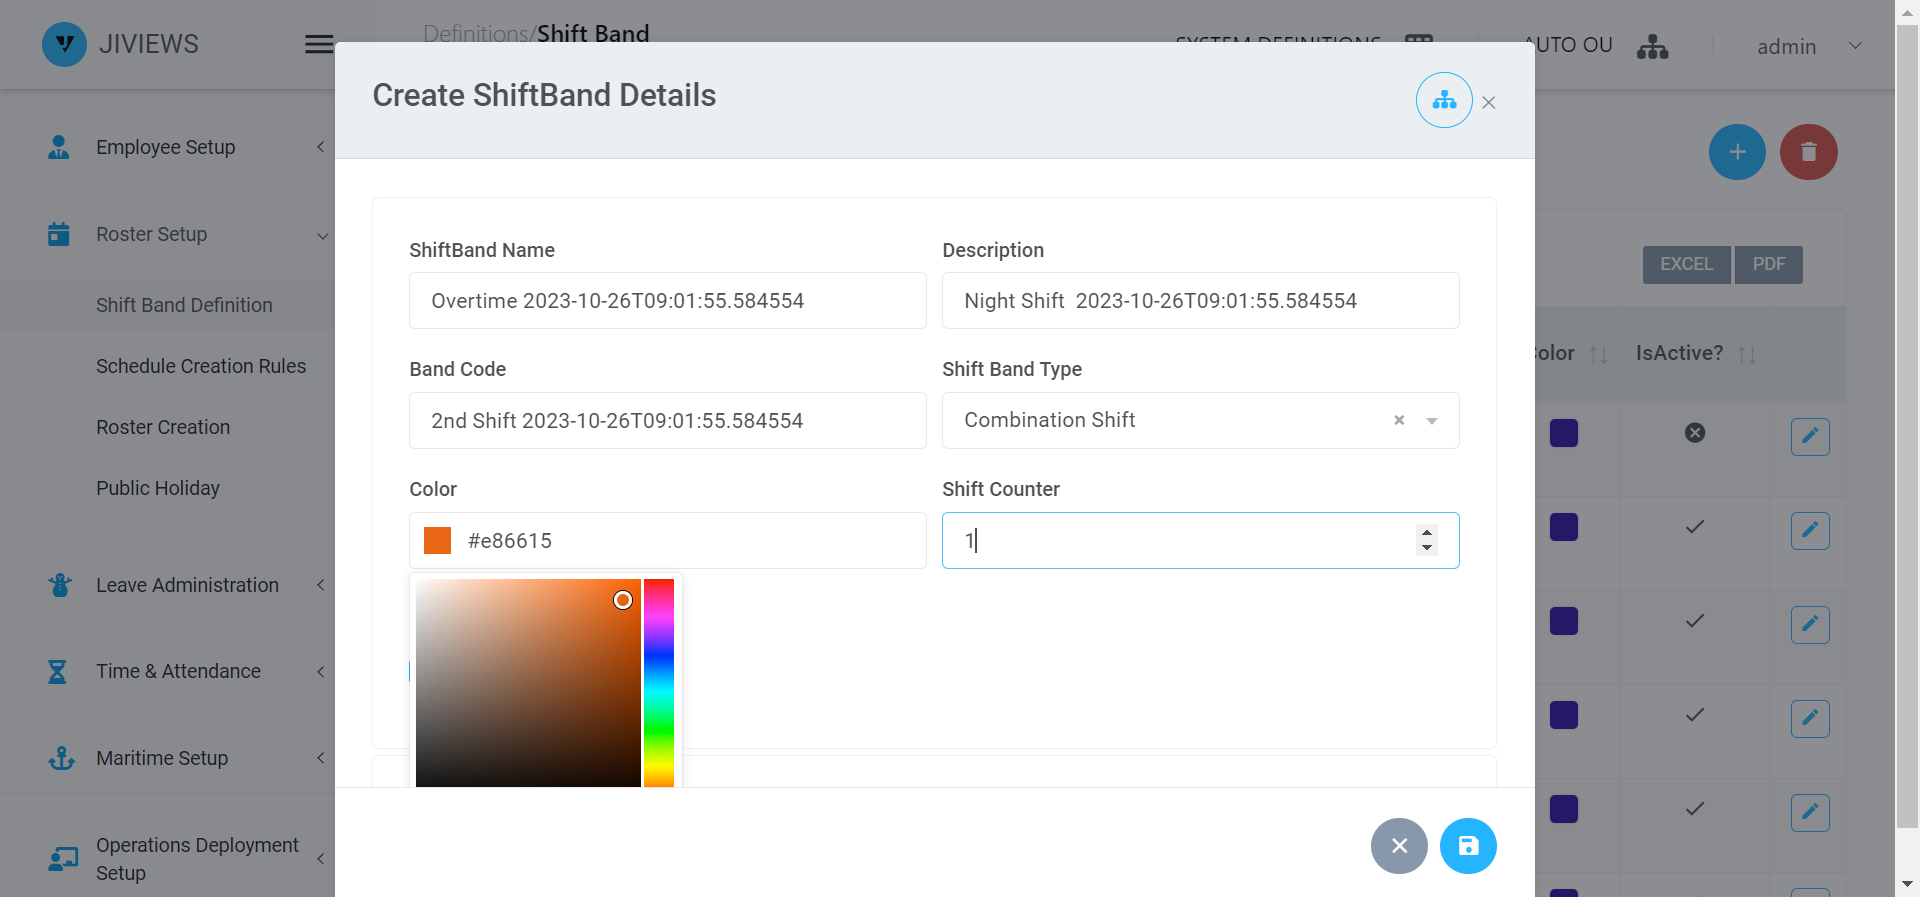 JIVIEWS
Definitions/Shift Band
SYSTEM DEFINITIONS
AUTO OU
admin
Create ShiftBand Details
Employee Setup
Roster Setup
Shift Band Definition
Schedule Creation Rules
Roster Creation
Public Holiday
Leave Administration
Time & Attendance
Maritime Setup
Operations Deployment
Setup
ShiftBand Name
Description
Overtime 2023-10-26T09:01:55.584554
Night Shift 2023-10-26T09:01:55.584554
Band Code
Shift Band Type
2nd Shift 2023-10-26T09:01:55.584554
Combination Shift
Color
Shift Counter
#e86615
1
EXCEL
PDF
Color
IsActive?